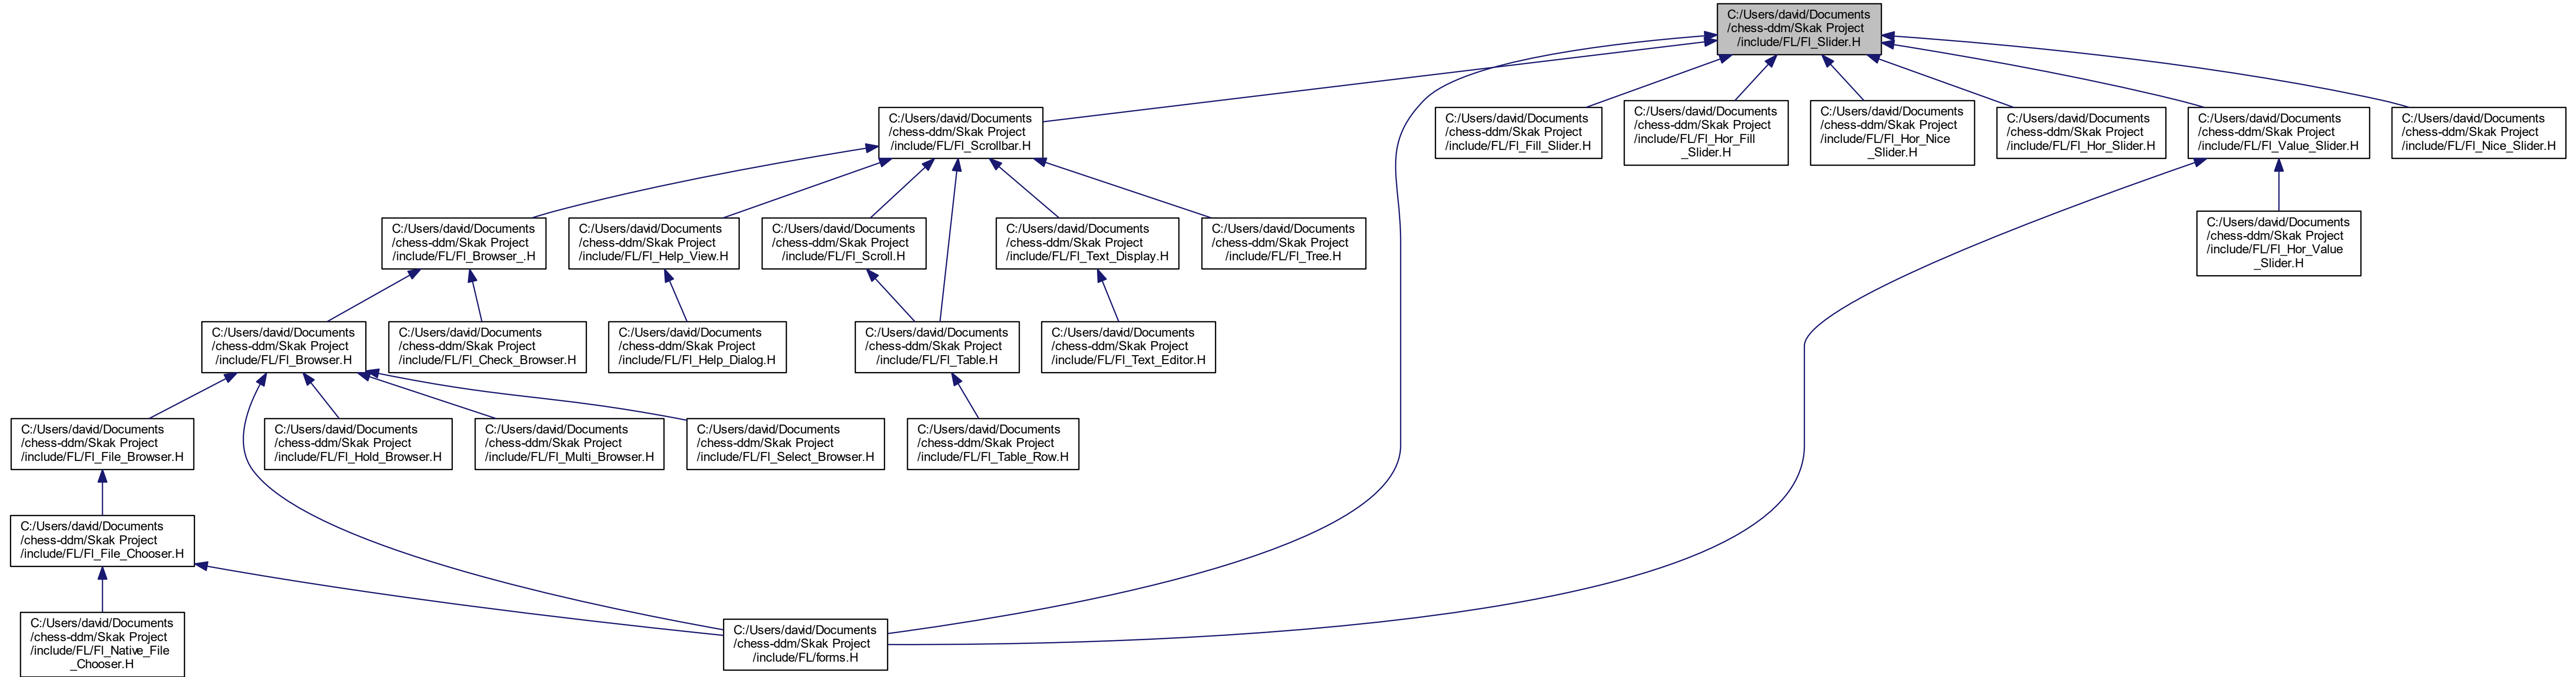 C:/Users/david/Documents
/chess-ddm/Skak Project
/include/FL/Fl_Slider.H
C:/Users/david/Documents
/chess-ddm/Skak Project
/include/FL/Fl_Scrollbar.H
C:/Users/david/Documents
/chess-ddm/Skak Project
/include/FL/Fl_Fill_Slider.H
C:/Users/david/Documents
/chess-ddm/Skak Project
/include/FL/Fl_Hor_Fill
_Slider.H
C:/Users/david/Documents
/chess-ddm/Skak Project
/include/FL/Fl_Hor_Nice
_Slider.H
C:/Users/david/Documents
/chess-ddm/Skak Project
/include/FL/Fl_Hor_Slider.H
C:/Users/david/Documents
/chess-ddm/Skak Project
/include/FL/Fl_Value_Slider.H
C:/Users/david/Documents
/chess-ddm/Skak Project
/include/FL/Fl_Nice_Slider.H
C:/Users/david/Documents
/chess-ddm/Skak Project
/include/FL/Fl_Browser_.H
C:/Users/david/Documents
/chess-ddm/Skak Project
/include/FL/Fl_Help_View.H
C:/Users/david/Documents
/chess-ddm/Skak Project
/include/FL/Fl_Scroll.H
C:/Users/david/Documents
/chess-ddm/Skak Project
/include/FL/Fl_Text_Display.H
C:/Users/david/Documents
/chess-ddm/Skak Project
/include/FL/Fl_Tree.H
C:/Users/david/Documents
/chess-ddm/Skak Project
/include/FL/Fl_Hor_Value
_Slider.H
C:/Users/david/Documents
/chess-ddm/Skak Project
/include/FL/Fl_Browser.H
C:/Users/david/Documents
/chess-ddm/Skak Project
/include/FL/Fl_Check_Browser.H
C:/Users/david/Documents
/chess-ddm/Skak Project
/include/FL/Fl_Help_Dialog.H
C:/Users/david/Documents
/chess-ddm/Skak Project
/include/FL/Fl_Table.H
C:/Users/david/Documents
/chess-ddm/Skak Project
/include/FL/Fl_Text_Editor.H
C:/Users/david/Documents
/chess-ddm/Skak Project
/include/FL/Fl_File_Browser.H
C:/Users/david/Documents
/chess-ddm/Skak Project
/include/FL/Fl_Hold_Browser.H
C:/Users/david/Documents
/chess-ddm/Skak Project
/include/FL/Fl_Multi_Browser.H
C:/Users/david/Documents
/chess-ddm/Skak Project
/include/FL/Fl_Select_Browser.H
C:/Users/david/Documents
/chess-ddm/Skak Project
/include/FL/Fl_Table_Row.H
C:/Users/david/Documents
/chess-ddm/Skak Project
/include/FL/Fl_File_Chooser.H
C:/Users/david/Documents
/chess-ddm/Skak Project
/include/FL/Fl_Native_File
_Chooser.H
C:/Users/david/Documents
/chess-ddm/Skak Project
/include/FL/forms.H